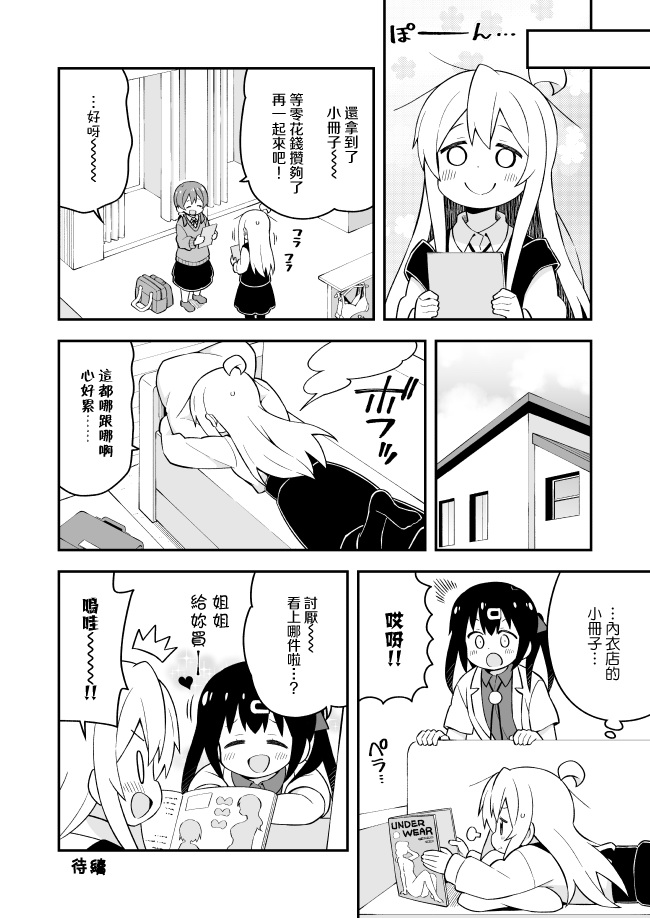 ぽーん…
還拿到了
小冊子〜〜
等零花錢攢夠了
再一起來吧！
…好呀〜〜〜
フラ
フラ
ボフッ
這都哪跟哪啊
心好累……
…內衣店的
小冊子…
哎呀!!
ペラ…
UNDER
WEAR
討厭〜〜
看上哪件啦…？
姐姐
給妳買！
嗚哇〜〜〜!!
待續